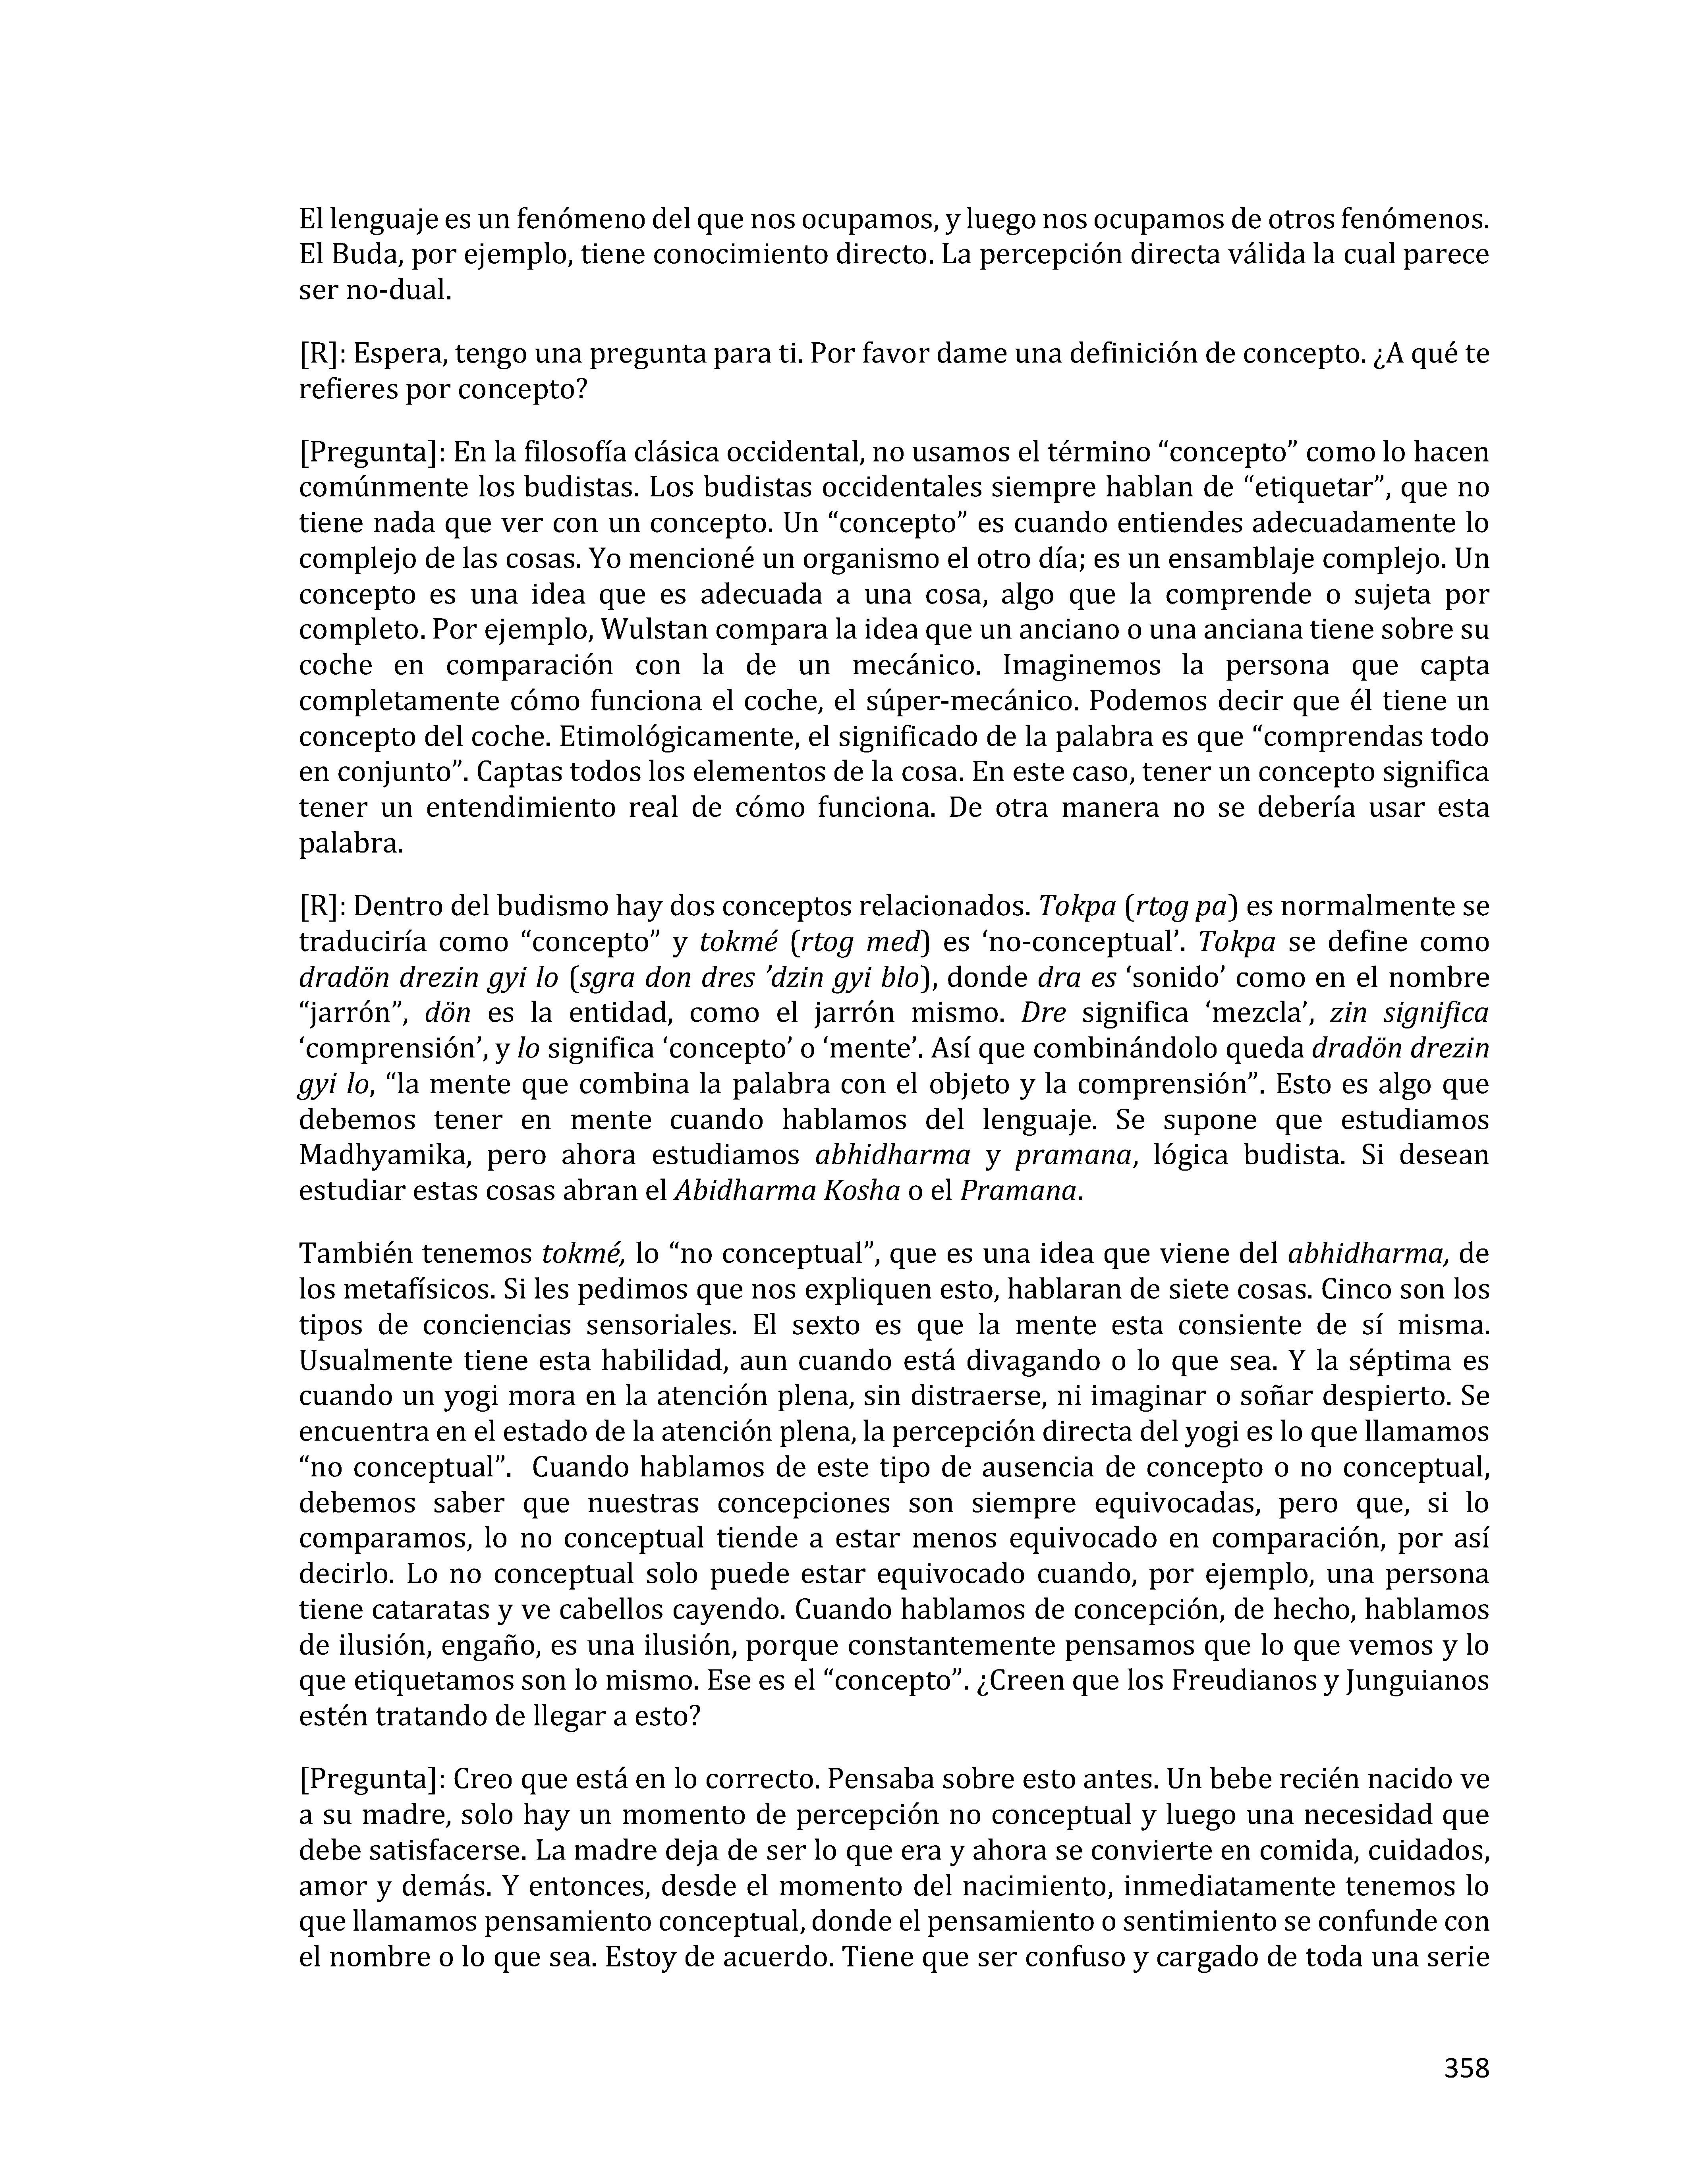 El lenguaje es un fenómeno del que nos ocupamos, y luego nos ocupamos de otros fenómenos.
El Buda, por ejemplo, tiene conocimiento directo. La percepción directa válida la cual parece
ser no-dual.
[R]: Espera, tengo una pregunta para ti. Por favor dame una definición de concepto. ¿A qué te
refieres por concepto?
[Pregunta]: En la filosofía clásica occidental, no usamos el término “concepto” como lo hacen
comúnmente los budistas. Los budistas occidentales siempre hablan de “etiquetar”, que no
tiene nada que ver con un concepto. Un “concepto” es cuando entiendes adecuadamente lo
complejo de las cosas. Yo mencioné un organismo el otro día; es un ensamblaje complejo. Un
concepto es una idea que es adecuada a una cosa, algo que la comprende o sujeta por
completo. Por ejemplo, Wulstan compara la idea que un anciano o una anciana tiene sobre su
coche en comparación con la de un mecánico. Imaginemos la persona que capta
completamente cómo funciona el coche, el súper-mecánico. Podemos decir que él tiene un
concepto del coche. Etimológicamente, el significado de la palabra es que “comprendas todo
en conjunto”. Captas todos los elementos de la cosa. En este caso, tener un concepto significa
tener un entendimiento real de cómo funciona. De otra manera no se debería usar esta
palabra.
[R]: Dentro del budismo hay dos conceptos relacionados. Tokpa (rtog pa) es normalmente se
traduciría como “concepto” y tokmé (rtog med) es ‘no-conceptual’. Tokpa se define como
dradön drezin gyi lo (sgra don dres ’dzin gyi blo), donde dra es ‘sonido’ como en el nombre
“jarrón”, dön es la entidad, como el jarrón mismo. Dre significa ‘mezcla’, zin significa
‘comprensión’, y lo significa ‘concepto’ o ‘mente’. Así que combinándolo queda dradön drezin
gyi lo, “la mente que combina la palabra con el objeto y la comprensión”. Esto es algo que
debemos tener en mente cuando hablamos del lenguaje. Se supone que estudiamos
Madhyamika, pero ahora estudiamos abhidharma y pramana, lógica budista. Si desean
estudiar estas cosas abran el Abidharma Kosha o el Pramana.
También tenemos tokmé, lo “no conceptual”, que es una idea que viene del abhidharma, de
los metafísicos. Si les pedimos que nos expliquen esto, hablaran de siete cosas. Cinco son los
tipos de conciencias sensoriales. El sexto es que la mente esta consiente de sí misma.
Usualmente tiene esta habilidad, aun cuando está divagando o lo que sea. Y la séptima es
cuando un yogi mora en la atención plena, sin distraerse, ni imaginar o soñar despierto. Se
encuentra en el estado de la atención plena, la percepción directa del yogi es lo que llamamos
“no conceptual”.  Cuando hablamos de este tipo de ausencia de concepto o no conceptual,
debemos saber que nuestras concepciones son siempre equivocadas, pero que, si lo
comparamos, lo no conceptual tiende a estar menos equivocado en comparación, por así
decirlo. Lo no conceptual solo puede estar equivocado cuando, por ejemplo, una persona
tiene cataratas y ve cabellos cayendo. Cuando hablamos de concepción, de hecho, hablamos
de ilusión, engaño, es una ilusión, porque constantemente pensamos que lo que vemos y lo
que etiquetamos son lo mismo. Ese es el “concepto”. ¿Creen que los Freudianos y Junguianos
estén tratando de llegar a esto?
[Pregunta]: Creo que está en lo correcto. Pensaba sobre esto antes. Un bebe recién nacido ve
a su madre, solo hay un momento de percepción no conceptual y luego una necesidad que
debe satisfacerse. La madre deja de ser lo que era y ahora se convierte en comida, cuidados,
amor y demás. Y entonces, desde el momento del nacimiento, inmediatamente tenemos lo
que llamamos pensamiento conceptual, donde el pensamiento o sentimiento se confunde con
el nombre o lo que sea. Estoy de acuerdo. Tiene que ser confuso y cargado de toda una serie
358